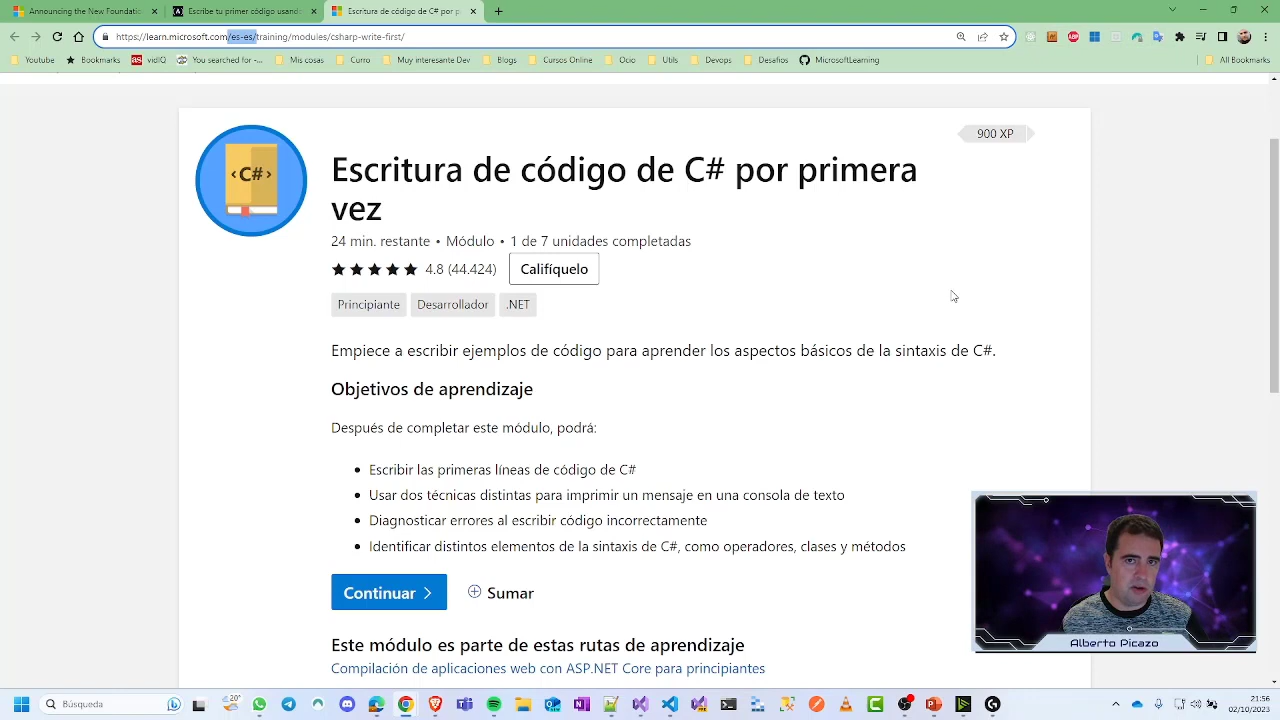 Announcing the New Foundatic
Escribe tu primer código usando
Escritura de código de C# por p
https://learn.microsoft.com/es-es/training/modules/csharp-write-first/
Youtube
Bookmarks
vidIQ
You searched for -...
Mis cosas
Curro
Muy interesante Dev
Blogs
Cursos Online
Ocio
Utils
Devops
Desafios
MicrosoftLearning
All Bookmarks
900 XP
<C#>
Escritura de código de C# por primera
vez
24 min. restante • Módulo • 1 de 7 unidades completadas
4.8 (44.424)
Califíquelo
Principiante
Desarrollador
.NET
Empiece a escribir ejemplos de código para aprender los aspectos básicos de la sintaxis de C#.
Objetivos de aprendizaje
Después de completar este módulo, podrá:
• Escribir las primeras líneas de código de C#
• Usar dos técnicas distintas para imprimir un mensaje en una consola de texto
• Diagnosticar errores al escribir código incorrectamente
• Identificar distintos elementos de la sintaxis de C#, como operadores, clases y métodos
Continuar
Sumar
Alberto Picazo
Este módulo es parte de estas rutas de aprendizaje
Compilación de aplicaciones web con ASP.NET Core para principiantes
Búsqueda
20°
21:56
02/10/2023